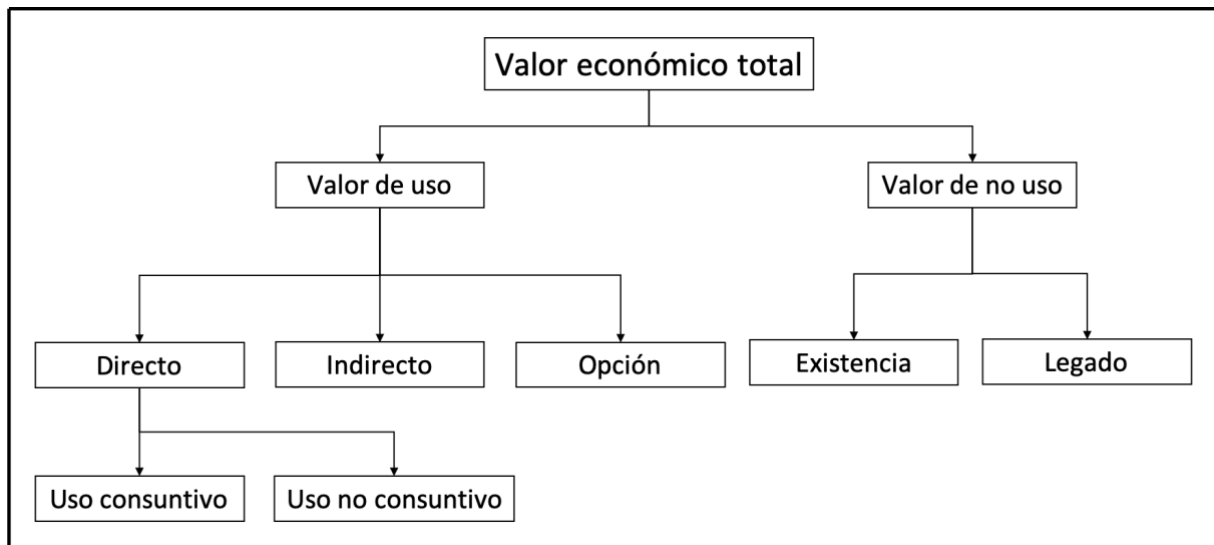 Valor económico total
Valor de uso
Valor de no uso
Directo
Indirecto
Opción
Existencia
Legado
Uso consuntivo
Uso no consuntivo